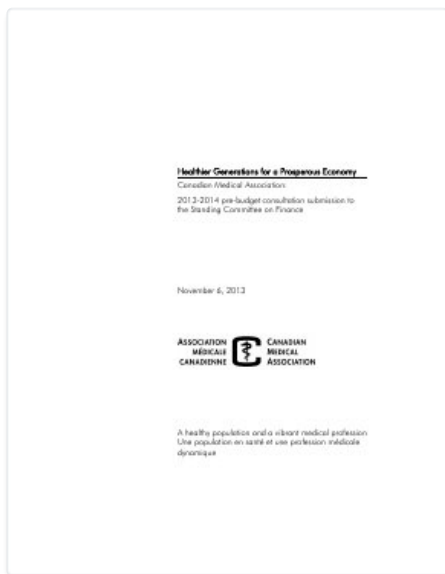 Healthier Generations for a Prosperous Economy
Canadian Medical Association
2013-2014 pre-budget consultation submission to
the Standing Committee on Finance
November 6, 2013
ASSOCIATION
MÉDICALE
CANADIENNE
CANADIAN
MEDICAL
ASSOCIATION
A healthy population and a vibrant medical profession
Une population en santé et une profession médicale
dynamique